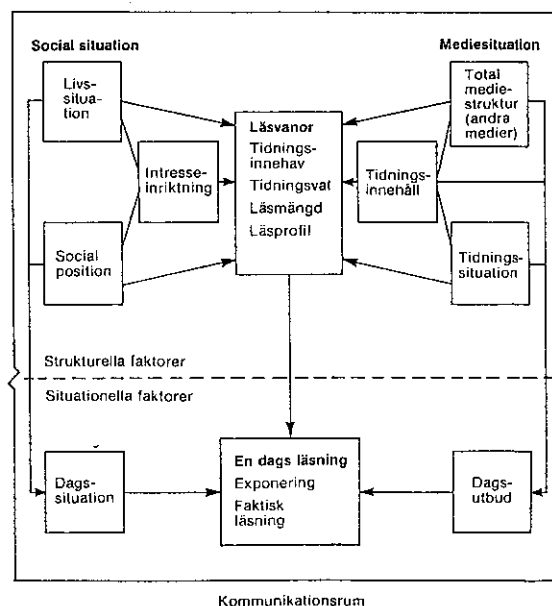 Social situation
Mediesituation
Livs-
situa-
tion
Total
medie-
struktur
(andra
medier)
Läsvanor
Tidnings-
innehav
Tidningsval
Läsmängd
Läsprofil
Intresse-
inriktning
Tidnings-
innehåll
Social
position
Tidnings-
situation
Strukturella faktorer
Situationella faktorer
Dags-
situation
En dags läsning
Exponering
Faktisk
läsning
Dags-
utbud
Kommunikationsrum